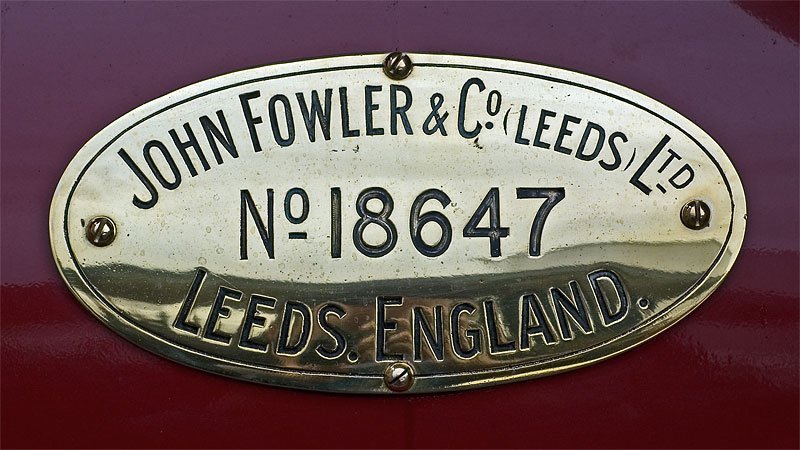 JOHN FOWLER & Co. (LEEDS) LTD
No 18647
LEEDS. ENGLAND.